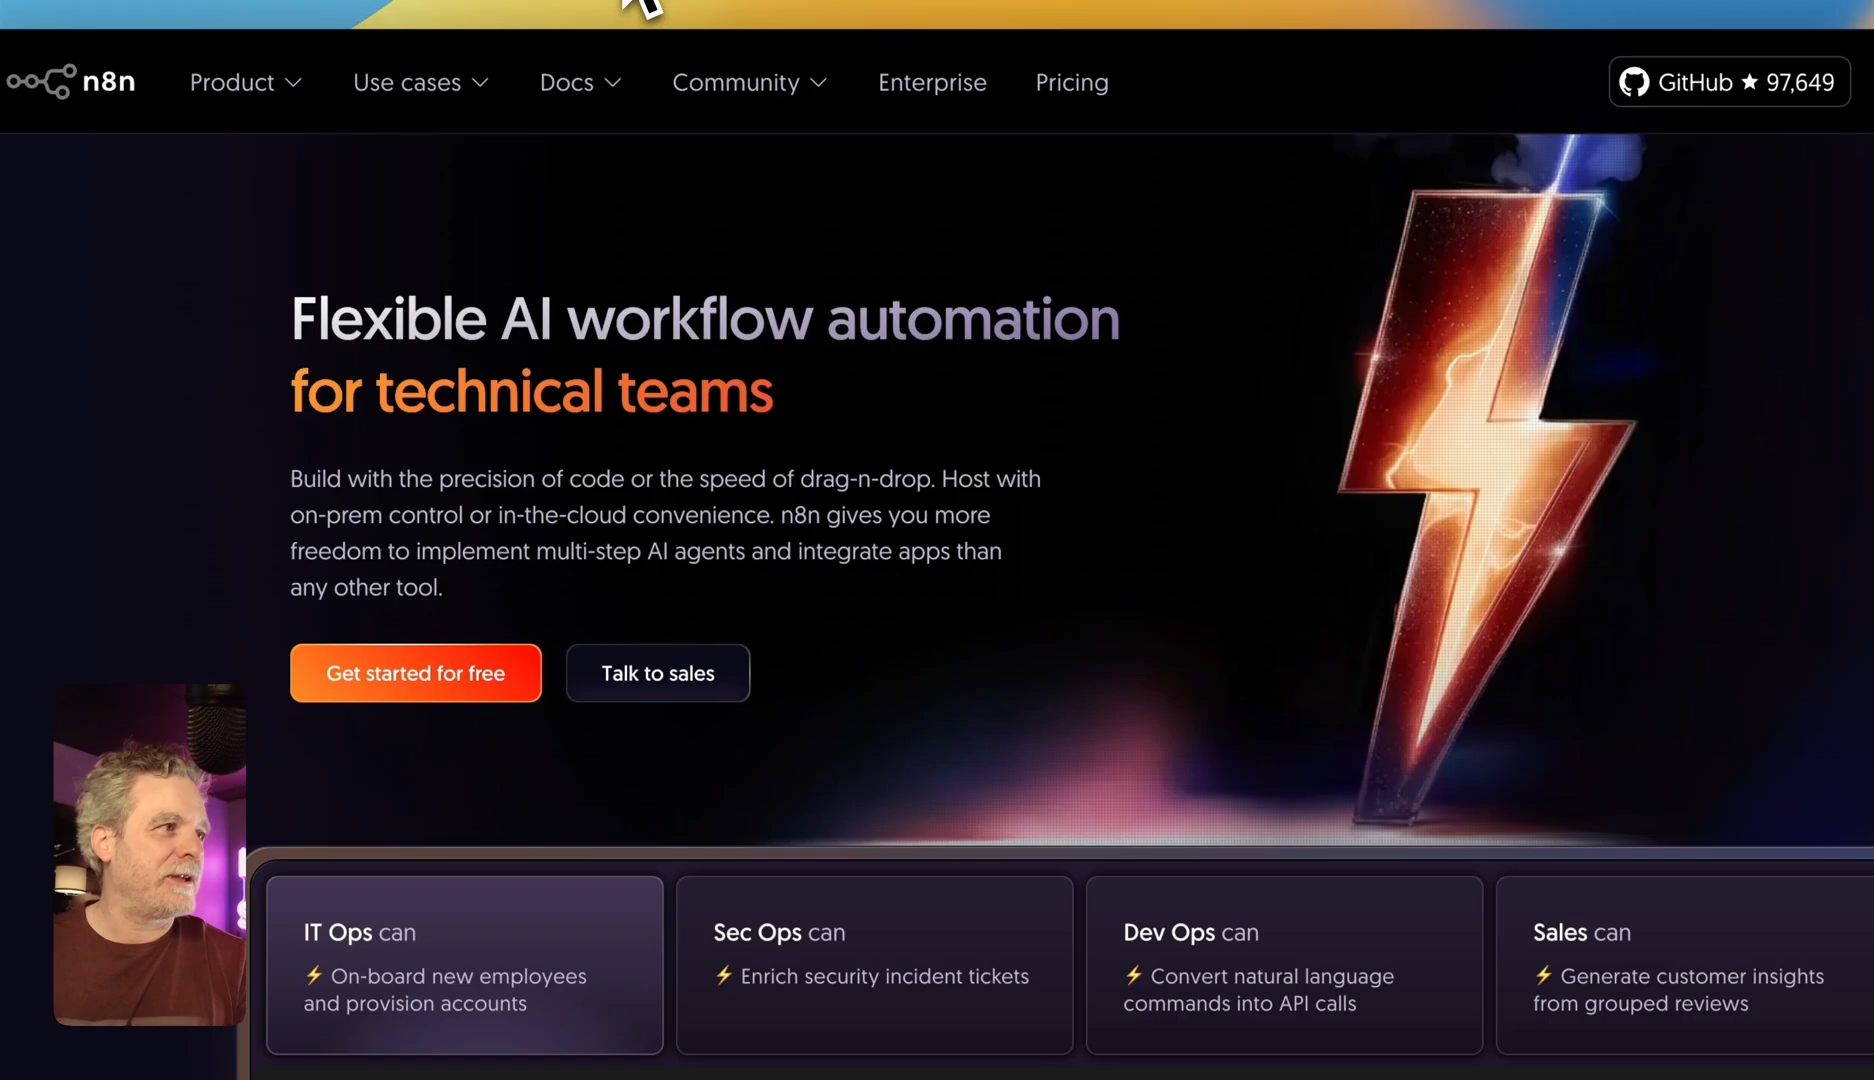 n8n
Product
Use cases
Docs
Community
Enterprise
Pricing
GitHub ★ 97,649
Flexible AI workflow automation
for technical teams
Build with the precision of code or the speed of drag-n-drop. Host with
on-prem control or in-the-cloud convenience. n8n gives you more
freedom to implement multi-step AI agents and integrate apps than
any other tool.
Get started for free
Talk to sales
IT Ops can
⚡ On-board new employees
and provision accounts
Sec Ops can
⚡ Enrich security incident tickets
Dev Ops can
⚡ Convert natural language
commands into API calls
Sales can
⚡ Generate customer insights
from grouped reviews